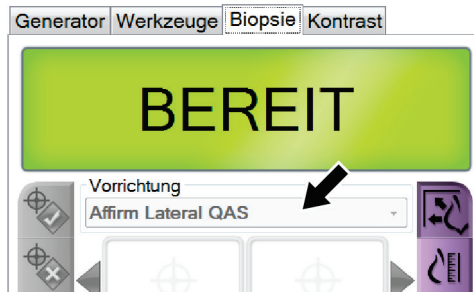 Generator Werkzeuge Biopsie Kontrast
BEREIT
Vorrichtung
Affirm Lateral QAS